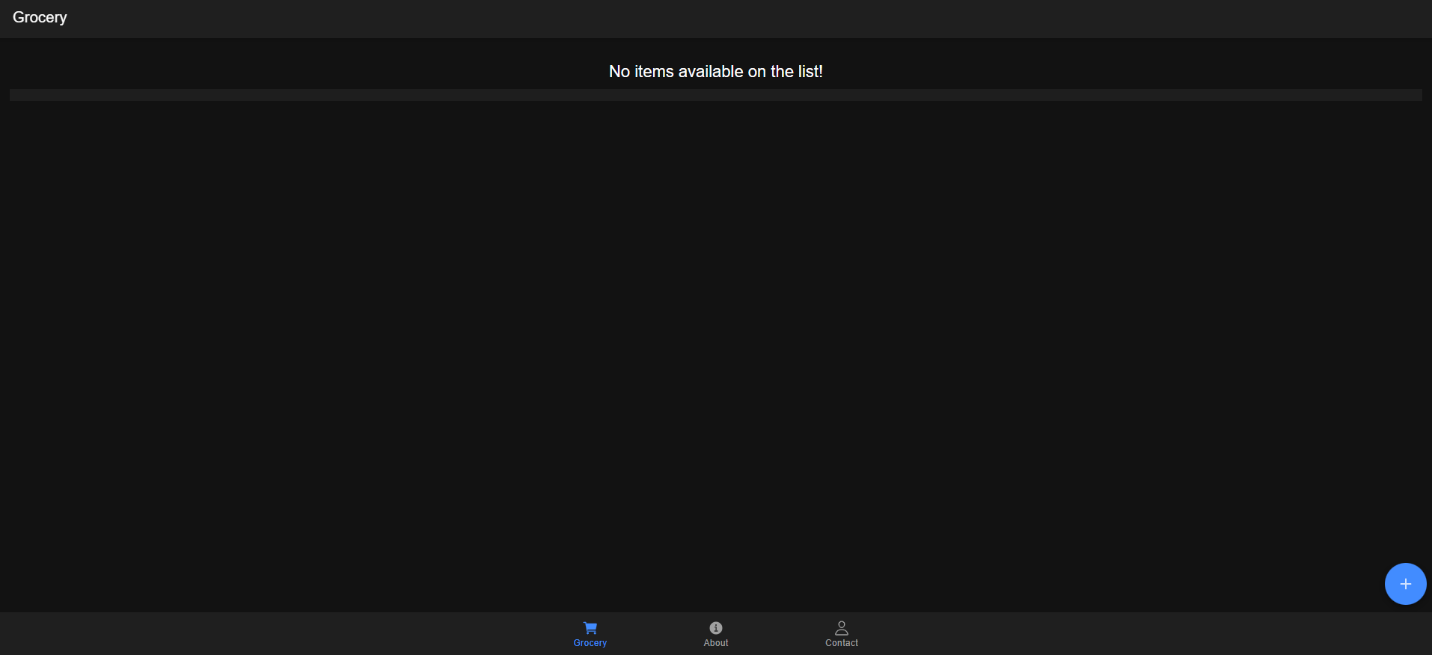 Grocery
No items available on the list!
+
Grocery
About
Contact